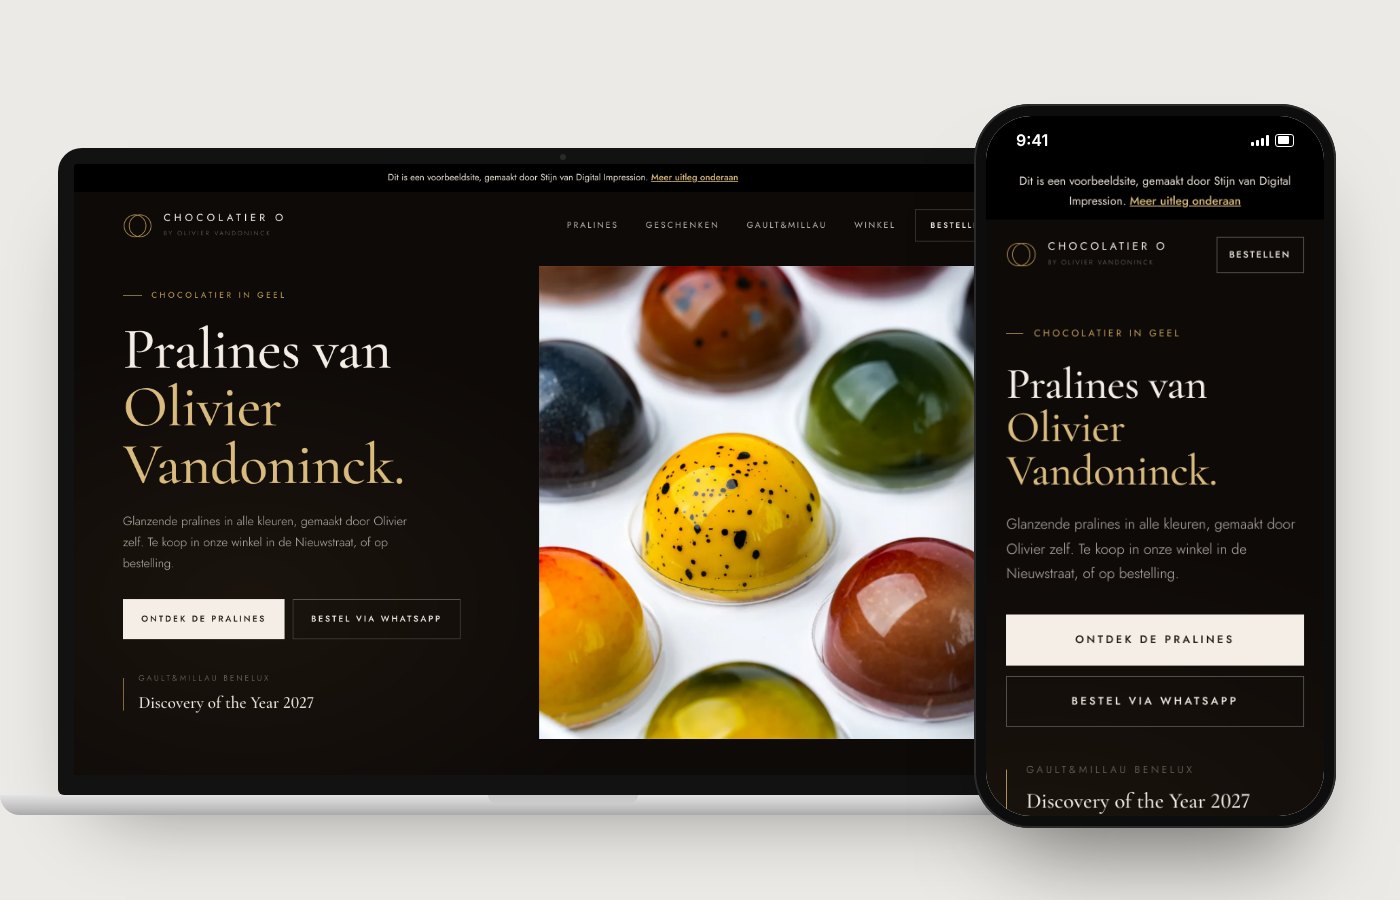 Dit is een voorbeeldsite, gemaakt door Stijn van Digital Impression. Meer uitleg onderaan
CHOCOLATIER O
BY OLIVIER VANDONINCK
PRALINES GESCHENKEN GAULT&MILLAU WINKEL
CHOCOLATIER IN GEEL
Pralines van
Olivier
Vandoninck.
Glanzende pralines in alle kleuren, gemaakt door Olivier
zelf. Te koop in onze winkel in de Nieuwstraat, of op
bestelling.
ONTDEK DE PRALINES BESTEL VIA WHATSAPP
GAULT&MILLAU BENELUX
Discovery of the Year 2027
9:41
Dit is een voorbeeldsite, gemaakt door Stijn van Digital
Impression. Meer uitleg onderaan
CHOCOLATIER O
BY OLIVIER VANDONINCK
BESTELLEN
CHOCOLATIER IN GEEL
Pralines van
Olivier
Vandoninck.
Glanzende pralines in alle kleuren, gemaakt door
Olivier zelf. Te koop in onze winkel in de
Nieuwstraat, of op bestelling.
ONTDEK DE PRALINES
BESTEL VIA WHATSAPP
GAULT&MILLAU BENELUX
Discovery of the Year 2027